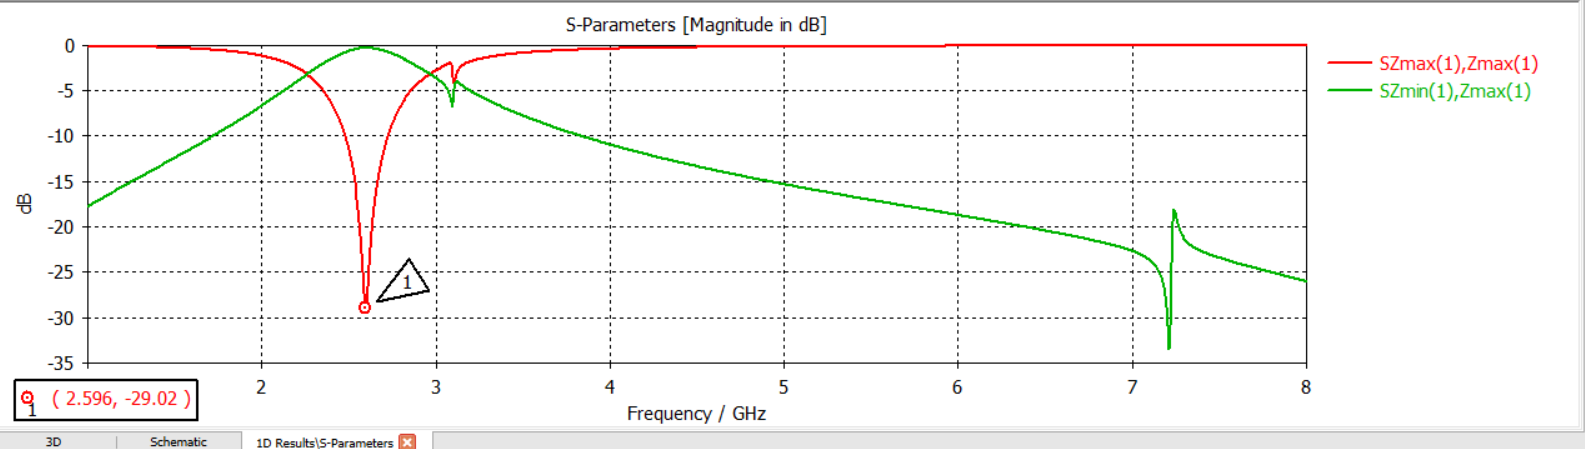 S-Parameters [Magnitude in dB]
SZmax(1),Zmax(1)
SZmin(1),Zmax(1)
dB
0
-5
-10
-15
-20
-25
-30
-35
1
2
3
4
5
6
7
8
Frequency / GHz
1 ( 2.596, -29.02 )
3D
Schematic
1D Results\S-Parameters